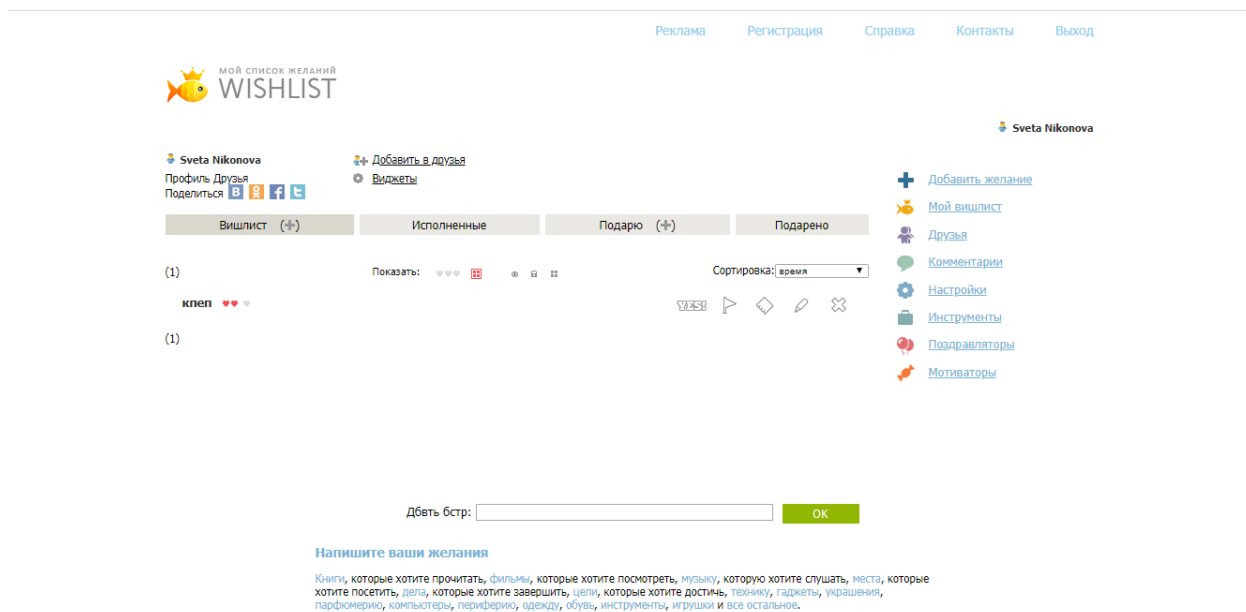 Реклама Регистрация Справка Контакты Выход
МОЙ СПИСОК ЖЕЛАНИЙ
WISHLIST
Sveta Nikonova
Sveta Nikonova
Добавить в друзья
Профиль Друзья
Виджеты
Поделиться
Вишлист (+) Исполненные Подарю (+) Подарено
(1) Показать: Сортировка: время
кпеп YES!
(1)
Добавить желание
Мой вишлист
Друзья
Комментарии
Настройки
Инструменты
Поздравляторы
Мотиваторы
Дбвть бстр: OK
Напишите ваши желания
Книги, которые хотите прочитать, фильмы, которые хотите посмотреть, музыку, которую хотите слушать, места, которые
хотите посетить, дела, которые хотите завершить, цели, которые хотите достичь, технику, гаджеты, украшения,
парфюмерию, компьютеры, периферию, одежду, обувь, инструменты, игрушки и все остальное.